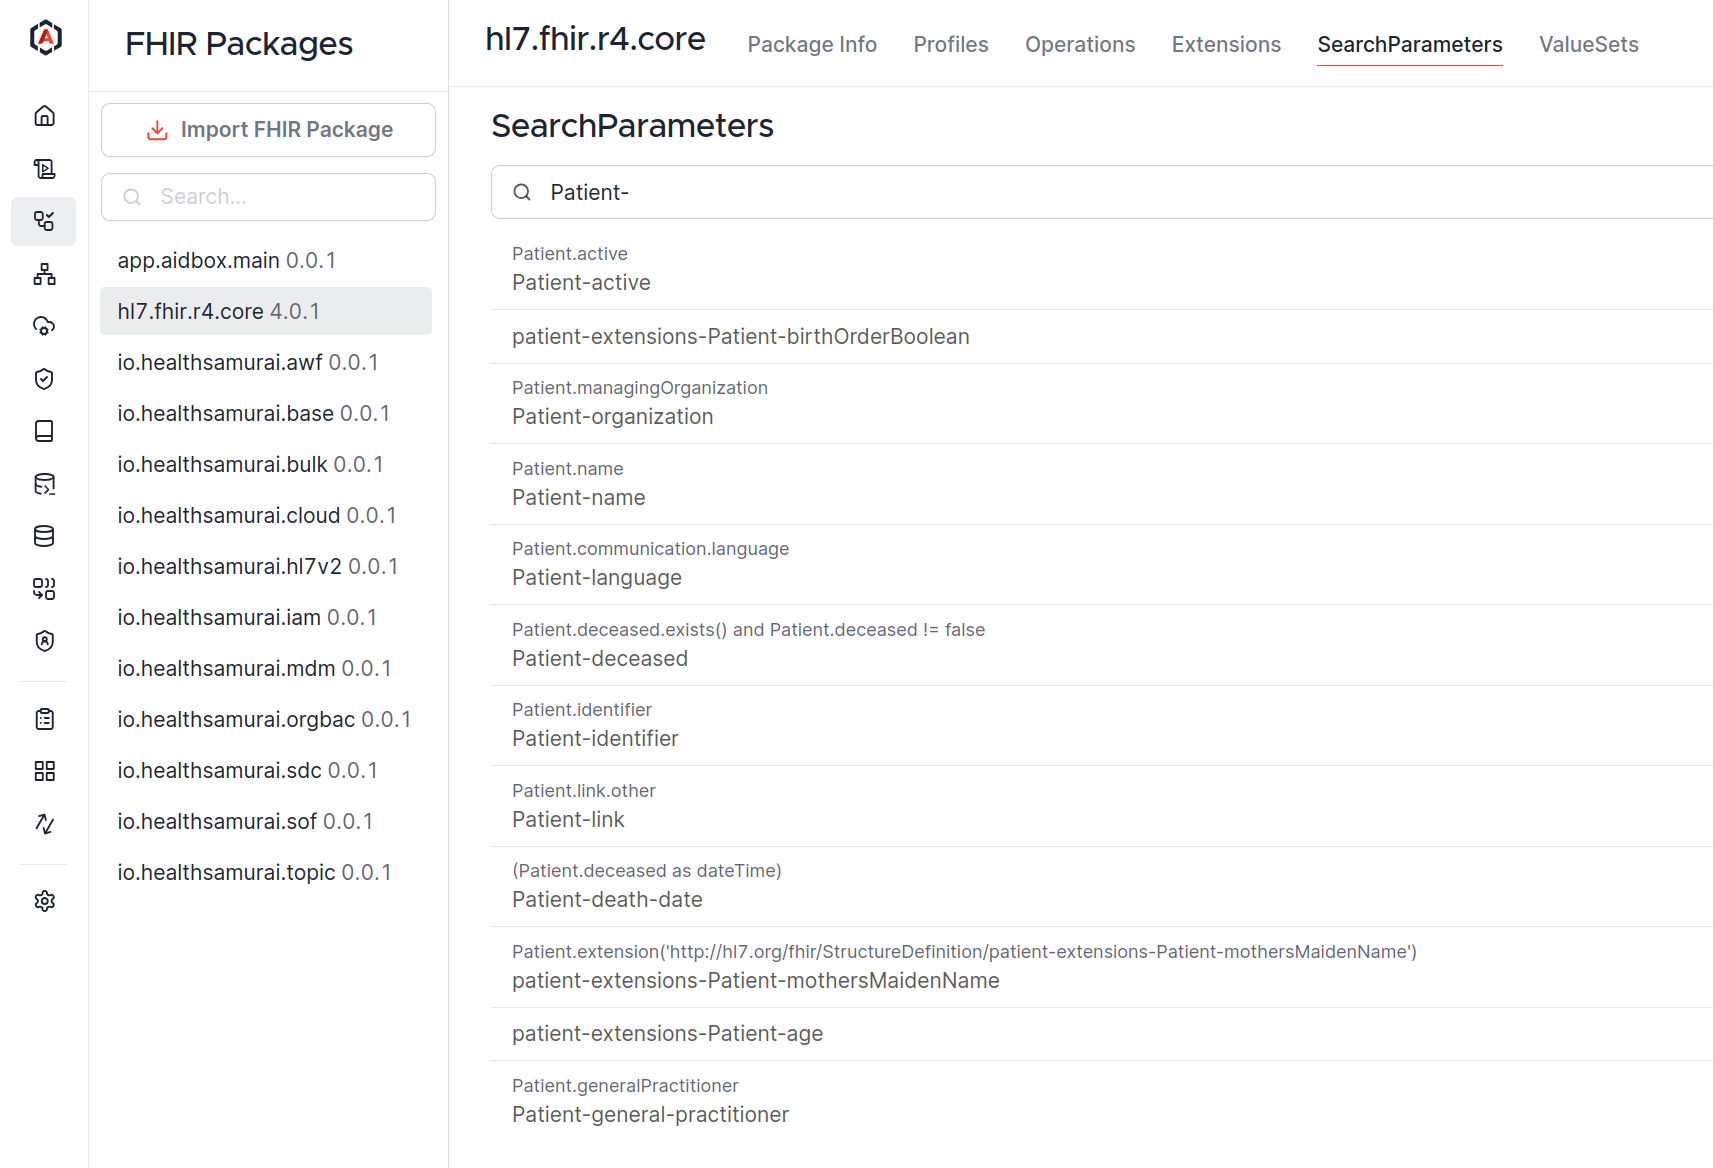 FHIR Packages
Import FHIR Package
Search...
app.aidbox.main 0.0.1
hl7.fhir.r4.core 4.0.1
io.healthsamurai.awf 0.0.1
io.healthsamurai.base 0.0.1
io.healthsamurai.bulk 0.0.1
io.healthsamurai.cloud 0.0.1
io.healthsamurai.hl7v2 0.0.1
io.healthsamurai.iam 0.0.1
io.healthsamurai.mdm 0.0.1
io.healthsamurai.orgbac 0.0.1
io.healthsamurai.sdc 0.0.1
io.healthsamurai.sof 0.0.1
io.healthsamurai.topic 0.0.1
hl7.fhir.r4.core Package Info Profiles Operations Extensions SearchParameters ValueSets
SearchParameters
Patient-
Patient.active
Patient-active
patient-extensions-Patient-birthOrderBoolean
Patient.managingOrganization
Patient-organization
Patient.name
Patient-name
Patient.communication.language
Patient-language
Patient.deceased.exists() and Patient.deceased != false
Patient-deceased
Patient.identifier
Patient-identifier
Patient.link.other
Patient-link
(Patient.deceased as dateTime)
Patient-death-date
Patient.extension('http://hl7.org/fhir/StructureDefinition/patient-extensions-Patient-mothersMaidenName')
patient-extensions-Patient-mothersMaidenName
patient-extensions-Patient-age
Patient.generalPractitioner
Patient-general-practitioner